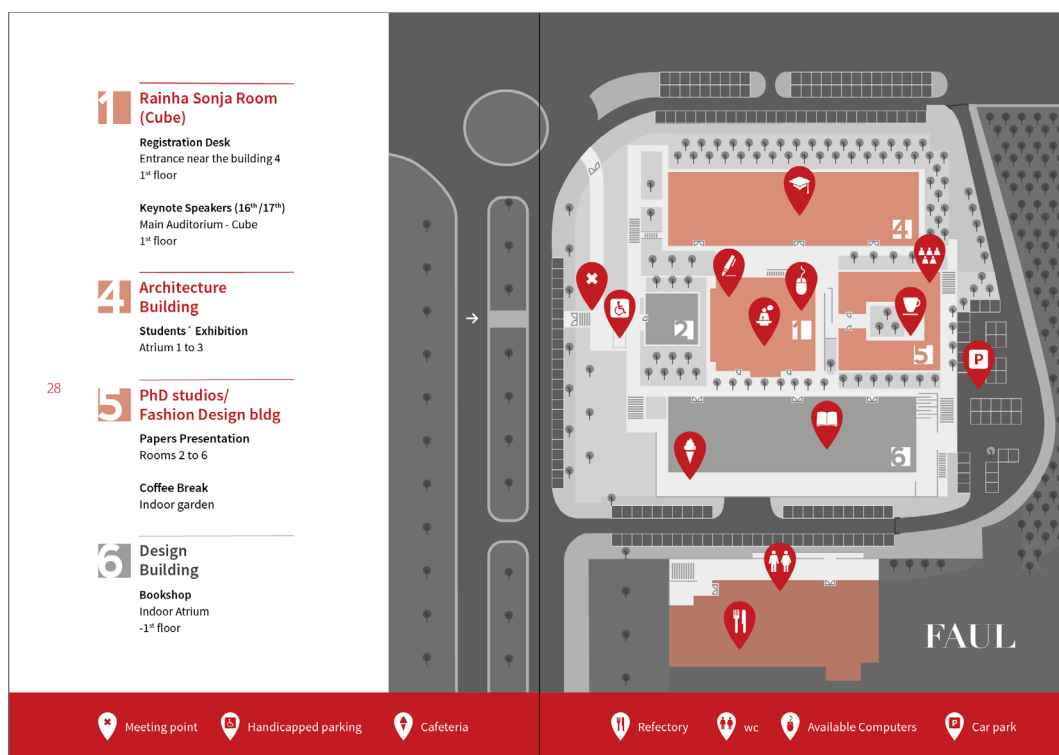 1
Rainha Sonja Room
(Cube)
Registration Desk
Entrance near the building 4
1st floor
Keynote Speakers (16th/17th)
Main Auditorium - Cube
1st floor
4
Architecture
Building
Students´ Exhibition
Atrium 1 to 3
28
5
PhD studios/
Fashion Design bldg
Papers Presentation
Rooms 2 to 6
Coffee Break
Indoor garden
6
Design
Building
Bookshop
Indoor Atrium
-1st floor
4
2
1
5
P
6
FAUL
Meeting point
Handicapped parking
Cafeteria
Refectory
wc
Available Computers
P
Car park